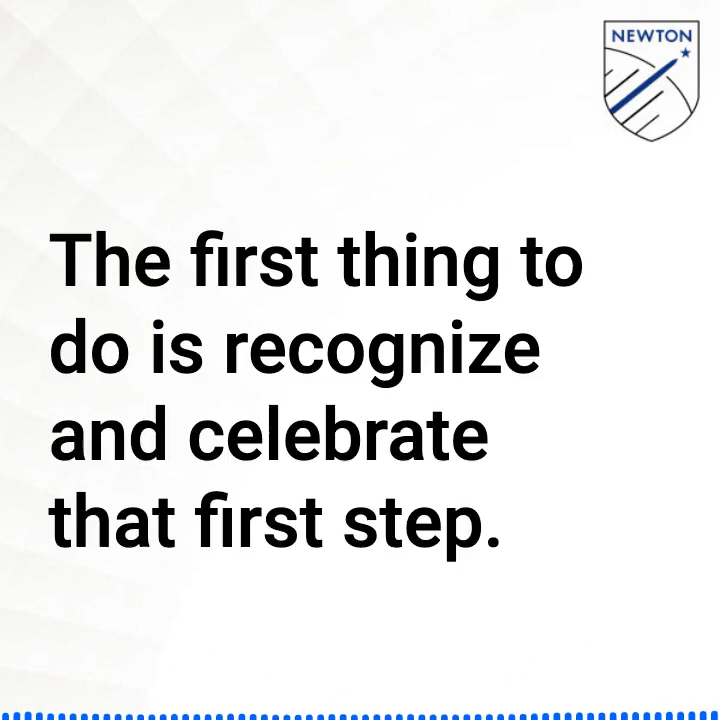 NEWTON
The first thing to
do is recognize
and celebrate
that first step.